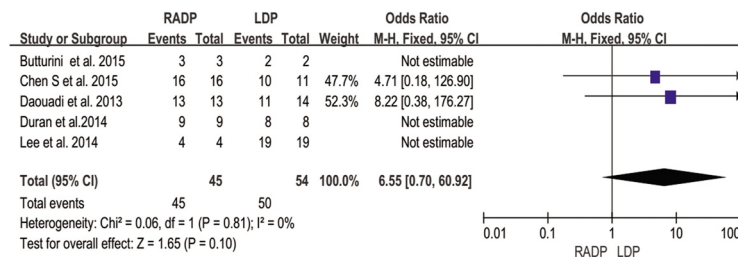 RADP LDP Odds Ratio Odds Ratio
Study or Subgroup Events Total Events Total Weight M-H, Fixed, 95% CI M-H, Fixed, 95% CI
Butturini et al. 2015 3 3 2 2 Not estimable
Chen S et al. 2015 16 16 10 11 47.7% 4.71 [0.18, 126.90]
Daouadi et al. 2013 13 13 11 14 52.3% 8.22 [0.38, 176.27]
Duran et al.2014 9 9 8 8 Not estimable
Lee et al. 2014 4 4 19 19 Not estimable
Total (95% CI) 45 54 100.0% 6.55 [0.70, 60.92]
Total events 45 50
Heterogeneity: Chi² = 0.06, df = 1 (P = 0.81); I² = 0%
Test for overall effect: Z = 1.65 (P = 0.10)
0.01 0.1 1 10 100
RADP LDP